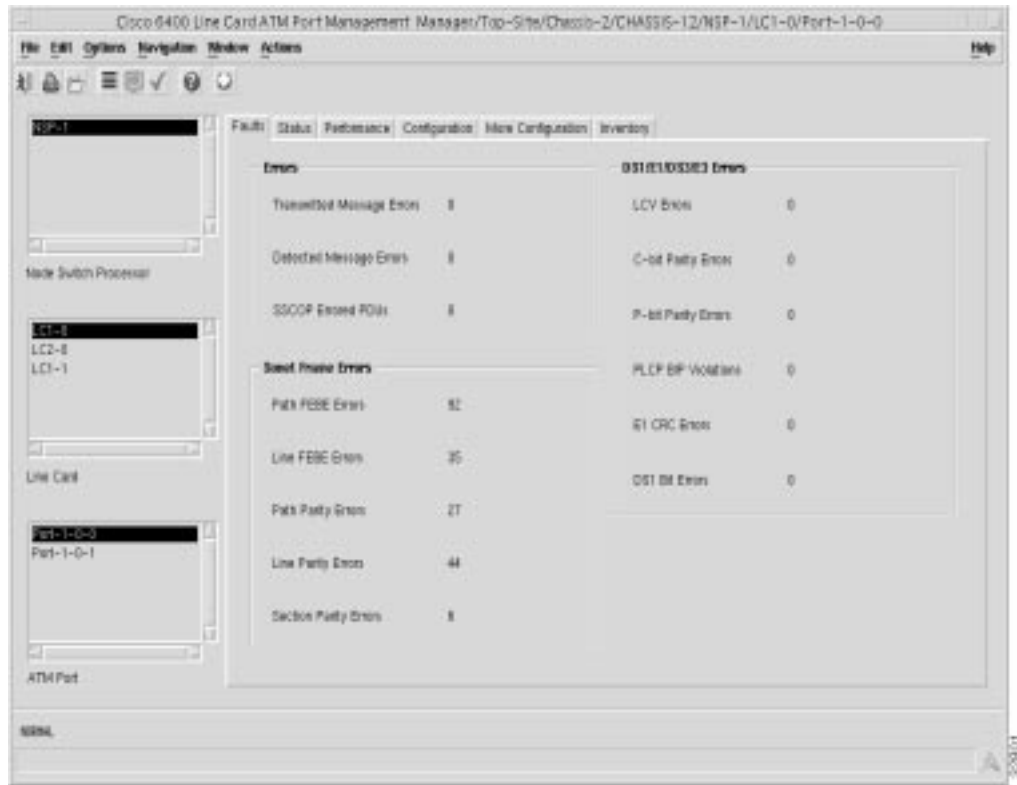 Cisco 6400 Line Card ATM Port Management Manager/Top-Site/Chassis-2/CHASSIS-12/NSP-1/LC1-0/Port-1-0-0
File Edit Options Navigation Window Actions Help
NSP-1
Node Switch Processor
LC1-0
LC2-0
LC1-1
Line Card
Port-1-0-0
Port-1-0-1
ATM Port
Faults Status Performance Configuration More Configuration Inventory
Errors
Transmitted Message Errors 0
Detected Message Errors 0
SSCOP Errored PDUs 0
Sonet Frame Errors
Path FEBE Errors 92
Line FEBE Errors 35
Path Parity Errors 27
Line Parity Errors 44
Section Parity Errors
DS1/E1/DS3/E3 Errors
LCV Errors 0
C-bit Parity Errors 0
P-bit Parity Errors 0
PLCP BIP Violations 0
E1 CRC Errors 0
DS1 Bit Errors 0
NORMAL